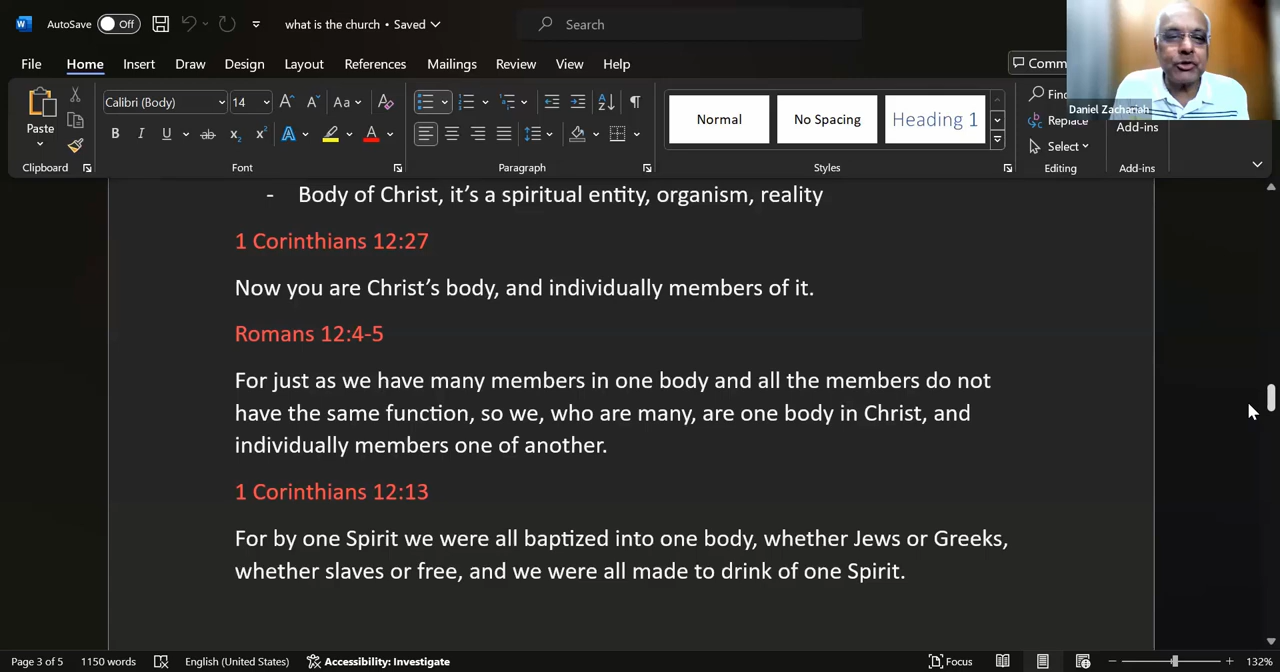 AutoSave Off what is the church • Saved Search
File Home Insert Draw Design Layout References Mailings Review View Help Comm
Daniel Zachariah
Paste Calibri (Body) 14 Aa Normal No Spacing Heading 1 Find Replace Select Add-ins
Clipboard Font Paragraph Styles Editing Add-ins
- Body of Christ, it’s a spiritual entity, organism, reality
1 Corinthians 12:27
Now you are Christ’s body, and individually members of it.
Romans 12:4-5
For just as we have many members in one body and all the members do not
have the same function, so we, who are many, are one body in Christ, and
individually members one of another.
1 Corinthians 12:13
For by one Spirit we were all baptized into one body, whether Jews or Greeks,
whether slaves or free, and we were all made to drink of one Spirit.
Page 3 of 5 1150 words English (United States) Accessibility: Investigate Focus 132%